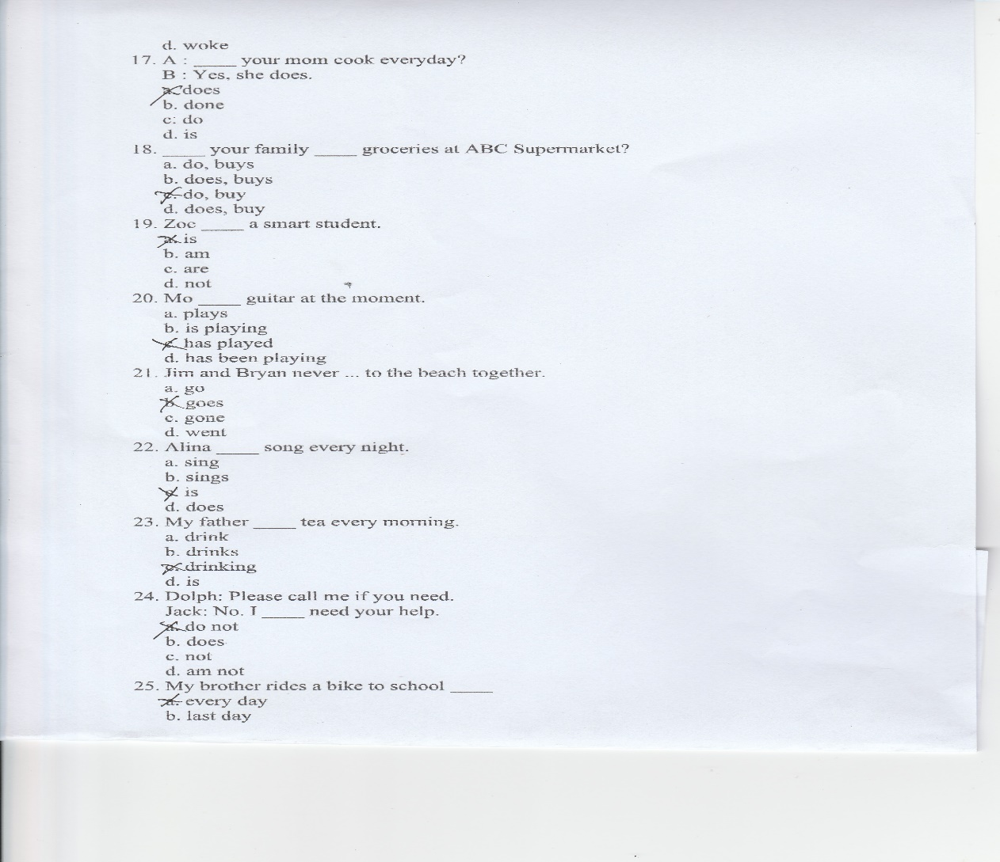 d. woke
17. A : _____ your mom cook everyday?
B : Yes, she does.
a. does
b. done
c. do
d. is
18. _____ your family _____ groceries at ABC Supermarket?
a. do, buys
b. does, buys
c. do, buy
d. does, buy
19. Zoe _____ a smart student.
a. is
b. am
c. are
d. not
20. Mo _____ guitar at the moment.
a. plays
b. is playing
c. has played
d. has been playing
21. Jim and Bryan never ... to the beach together.
a. go
b. goes
c. gone
d. went
22. Alina _____ song every night.
a. sing
b. sings
c. is
d. does
23. My father _____ tea every morning.
a. drink
b. drinks
c. drinking
d. is
24. Dolph: Please call me if you need.
Jack: No. I _____ need your help.
a. do not
b. does
c. not
d. am not
25. My brother rides a bike to school _____
a. every day
b. last day